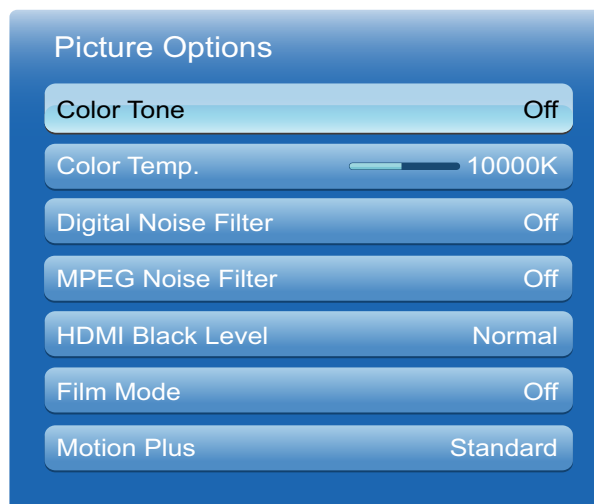 Picture Options
Color Tone Off
Color Temp. 10000K
Digital Noise Filter Off
MPEG Noise Filter Off
HDMI Black Level Normal
Film Mode Off
Motion Plus Standard